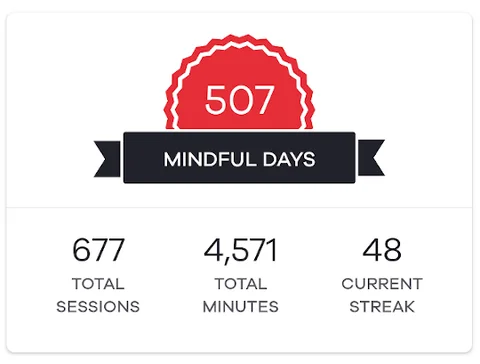 507
MINDFUL DAYS
677 4,571 48
TOTAL TOTAL CURRENT
SESSIONS MINUTES STREAK